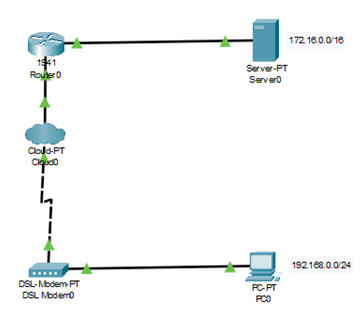 1941
Router0
172.16.0.0/16
Server-PT
Server0
Cloud-PT
Cloud0
DSL-Modem-PT
DSL Modem0
192.168.0.0/24
PC-PT
PC0